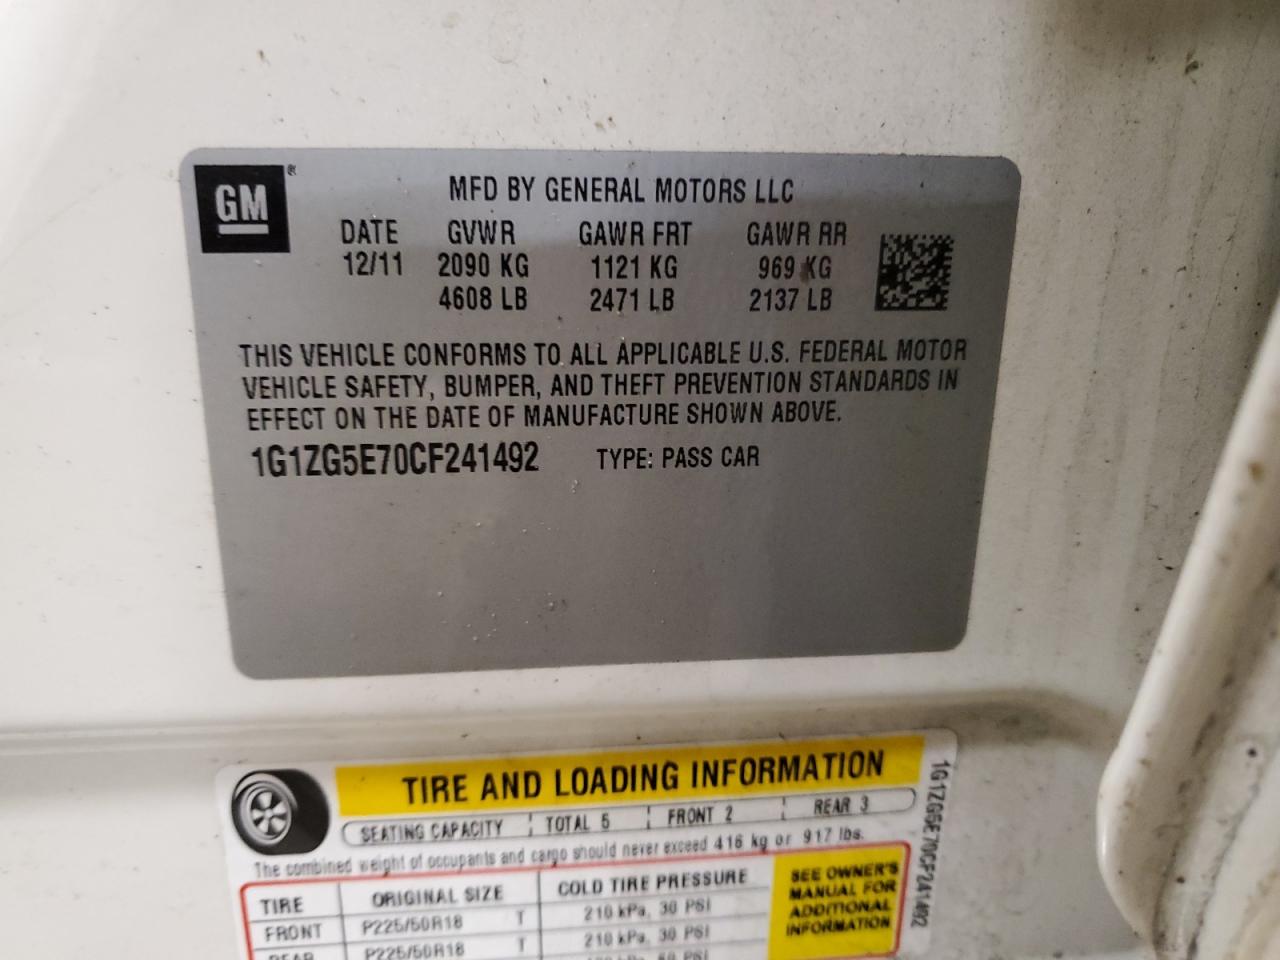 GM®
MFD BY GENERAL MOTORS LLC
DATE GVWR GAWR FRT GAWR RR
12/11 2090 KG 1121 KG 969 KG
4608 LB 2471 LB 2137 LB
THIS VEHICLE CONFORMS TO ALL APPLICABLE U.S. FEDERAL MOTOR
VEHICLE SAFETY, BUMPER, AND THEFT PREVENTION STANDARDS IN
EFFECT ON THE DATE OF MANUFACTURE SHOWN ABOVE.
1G1ZG5E70CF241492 TYPE: PASS CAR
TIRE AND LOADING INFORMATION
SEATING CAPACITY TOTAL 5 FRONT 2 REAR 3
The combined weight of occupants and cargo should never exceed 416 kg or 917 lbs.
TIRE ORIGINAL SIZE COLD TIRE PRESSURE
FRONT P225/50R18 T 210 kPa, 30 PSI
REAR P225/50R18 T 210 kPa, 30 PSI
SEE OWNER'S
MANUAL FOR
ADDITIONAL
INFORMATION
1G1ZG5E70CF241492